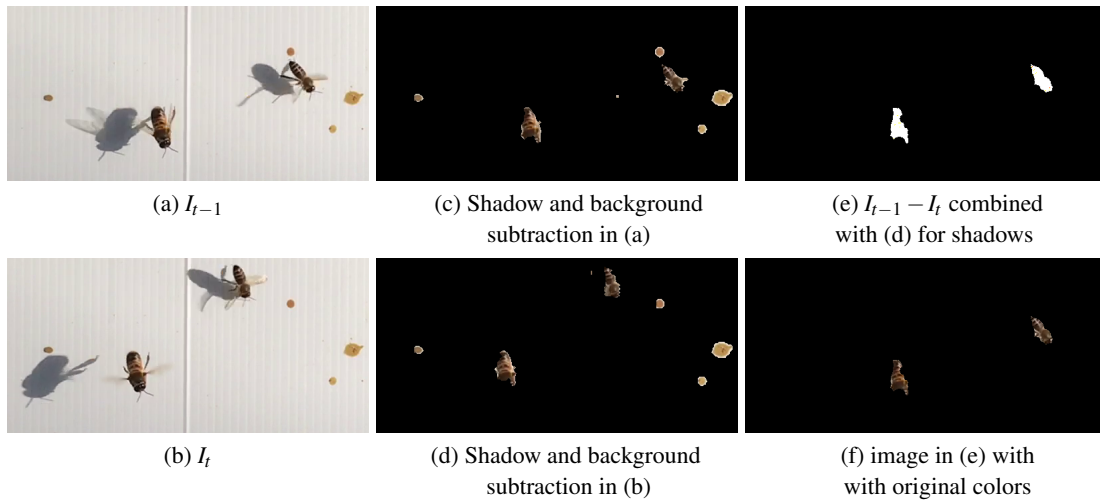 (a) I_{t−1}
(c) Shadow and background
subtraction in (a)
(e) I_{t−1} − I_t combined
with (d) for shadows
(b) I_t
(d) Shadow and background
subtraction in (b)
(f) image in (e) with
with original colors